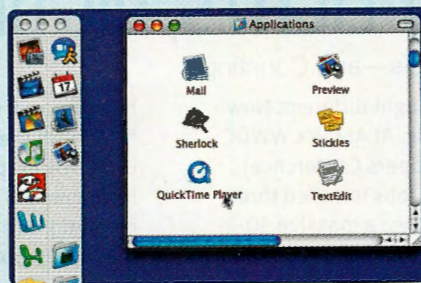 Applications
17
Mail
Preview
Sherlock
Stickies
QuickTime Player
TextEdit